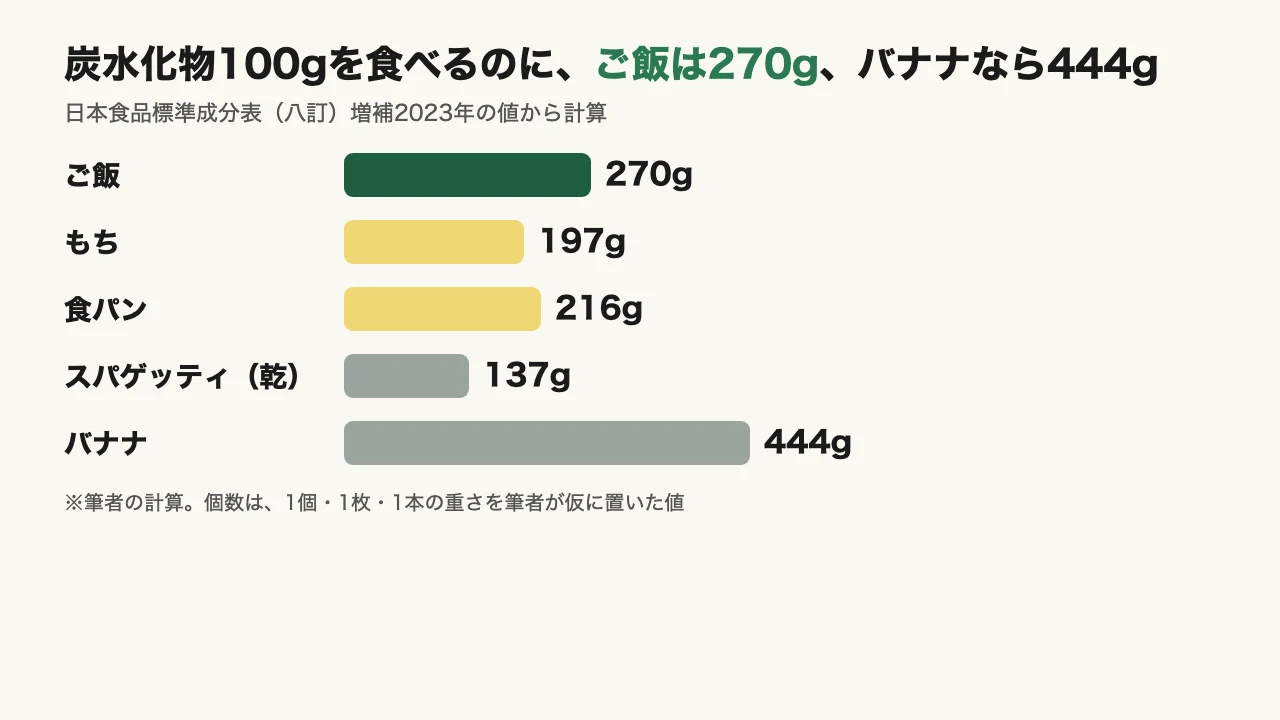 炭水化物100gを食べるのに、ご飯は270g、バナナなら444g
日本食品標準成分表（八訂）増補2023年の値から計算
ご飯 270g
もち 197g
食パン 216g
スパゲッティ（乾） 137g
バナナ 444g
※筆者の計算。個数は、1個・1枚・1本の重さを筆者が仮に置いた値